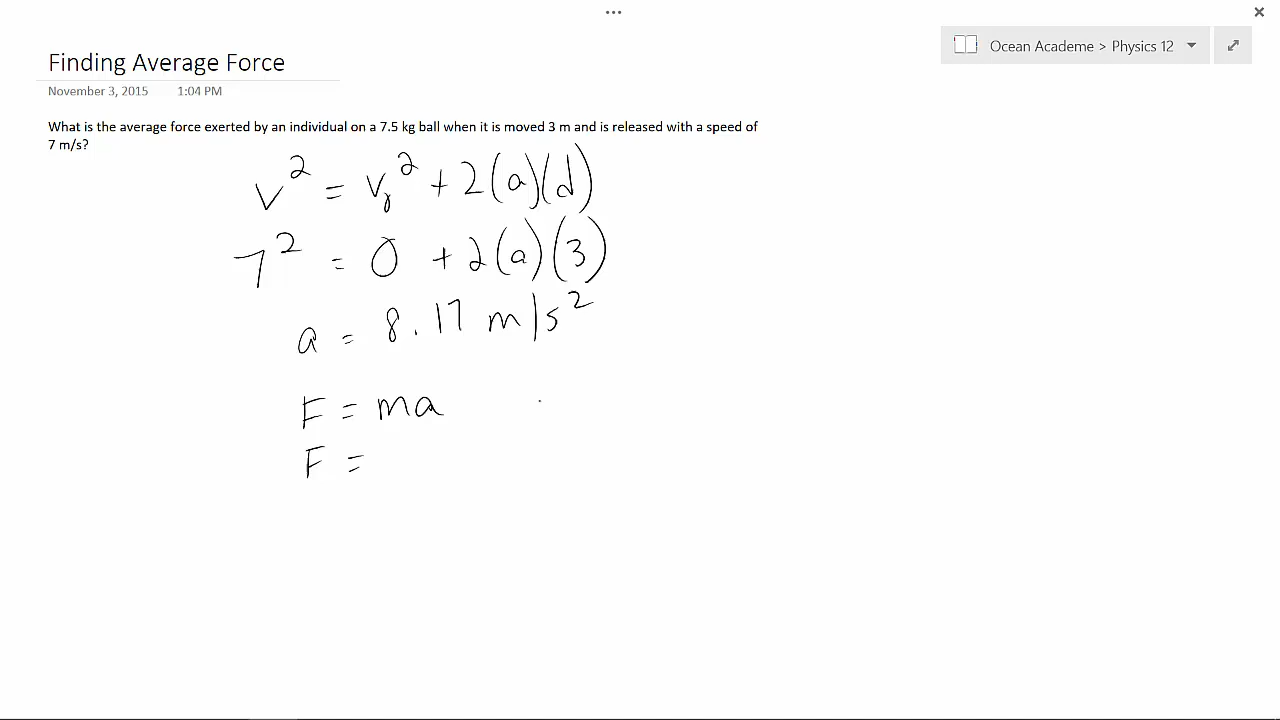 ...
Ocean Academe > Physics 12
Finding Average Force
November 3, 2015 1:04 PM
What is the average force exerted by an individual on a 7.5 kg ball when it is moved 3 m and is released with a speed of
7 m/s?
v² = v₀² + 2(a)(d)
7² = 0 + 2(a)(3)
a = 8.17 m/s²
F = ma
F =